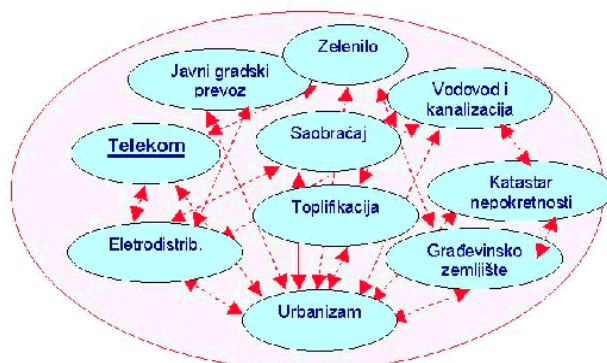 Zelenilo
Javni gradski
prevoz
Vodovod i
kanalizacija
Saobraćaj
Telekom
Katastar
nepokretnosti
Toplifikacija
Eletrodistrib.
Građevinsko
zemljište
Urbanizam